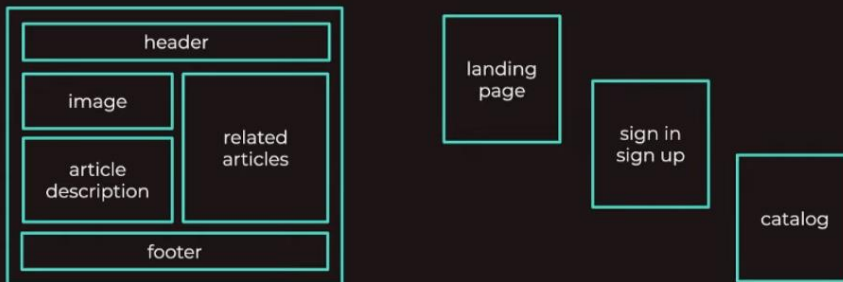 header
image
article
description
related
articles
footer
landing
page
sign in
sign up
catalog